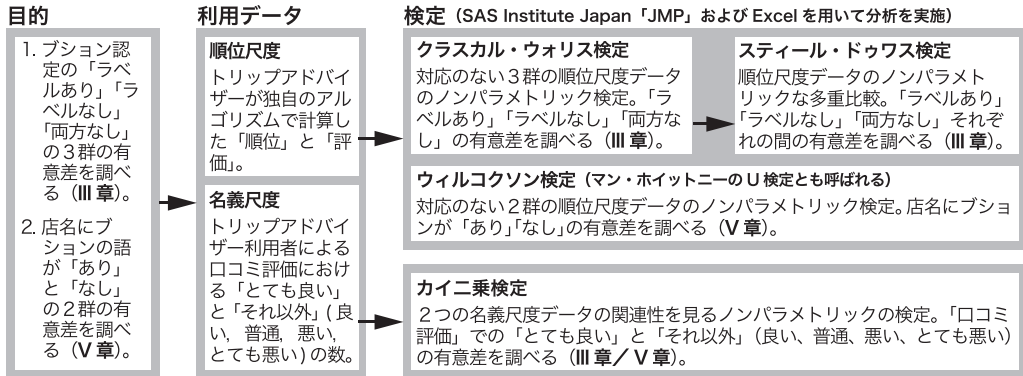 目的
1. ブション認
定の「ラベ
ルあり」「ラ
ベルなし」
「両方なし」
の3群の有
意差を調べ
る（III 章）。
2. 店名にブ
ションの語
が「あり」
と「なし」
の2群の有
意差を調べ
る（V 章）。
利用データ
順位尺度
トリップアドバイ
ザーが独自のアル
ゴリズムで計算し
た「順位」と「評
価」。
名義尺度
トリップアドバイ
ザー利用者による
口コミ評価におけ
る「とても良い」
と「それ以外」(良
い，普通，悪い，
とても悪い)の数。
検定（SAS Institute Japan「JMP」および Excel を用いて分析を実施）
クラスカル・ウォリス検定
対応のない３群の順位尺度データ
のノンパラメトリック検定。「ラ
ベルあり」「ラベルなし」「両方な
し」の有意差を調べる（III 章）。
スティール・ドゥワス検定
順位尺度データのノンパラメト
リックな多重比較。「ラベルあり」
「ラベルなし」「両方なし」それぞ
れの間の有意差を調べる（III 章）。
ウィルコクソン検定（マン・ホイットニーの U 検定とも呼ばれる）
対応のない２群の順位尺度データのノンパラメトリック検定。店名にブショ
ンが「あり」「なし」の有意差を調べる（V 章）。
カイ二乗検定
２つの名義尺度データの関連性を見るノンパラメトリックの検定。「口コミ
評価」での「とても良い」と「それ以外」（良い、普通、悪い、とても悪い）
の有意差を調べる（III 章／ V 章）。